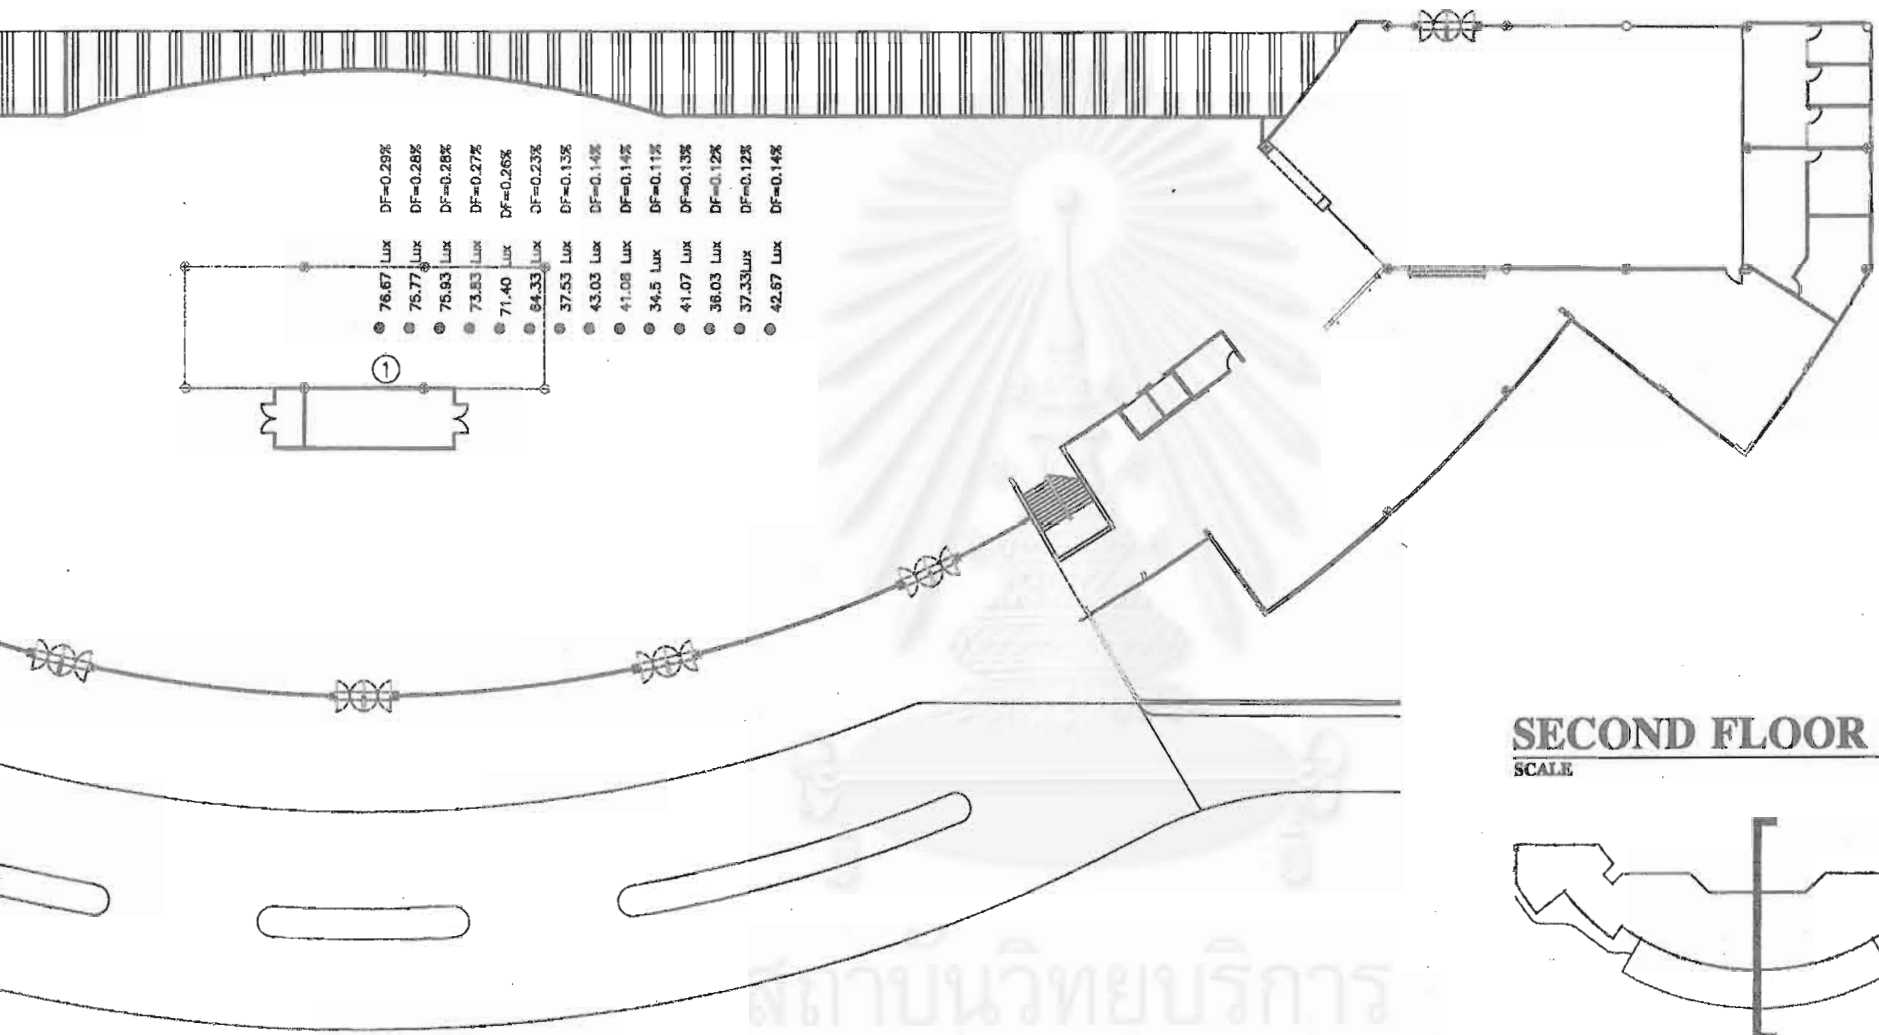 76.67 Lux DF=0.29%
75.77 Lux DF=0.28%
75.93 Lux DF=0.28%
73.83 Lux DF=0.27%
71.40 Lux DF=0.26%
64.33 Lux DF=0.23%
37.53 Lux DF=0.13%
43.03 Lux DF=0.14%
41.08 Lux DF=0.14%
34.5 Lux DF=0.11%
41.07 Lux DF=0.13%
36.03 Lux DF=0.12%
37.33Lux DF=0.12%
42.67 Lux DF=0.14%
1
SECOND FLOOR
SCALE
สถาบันวิทยบริการ